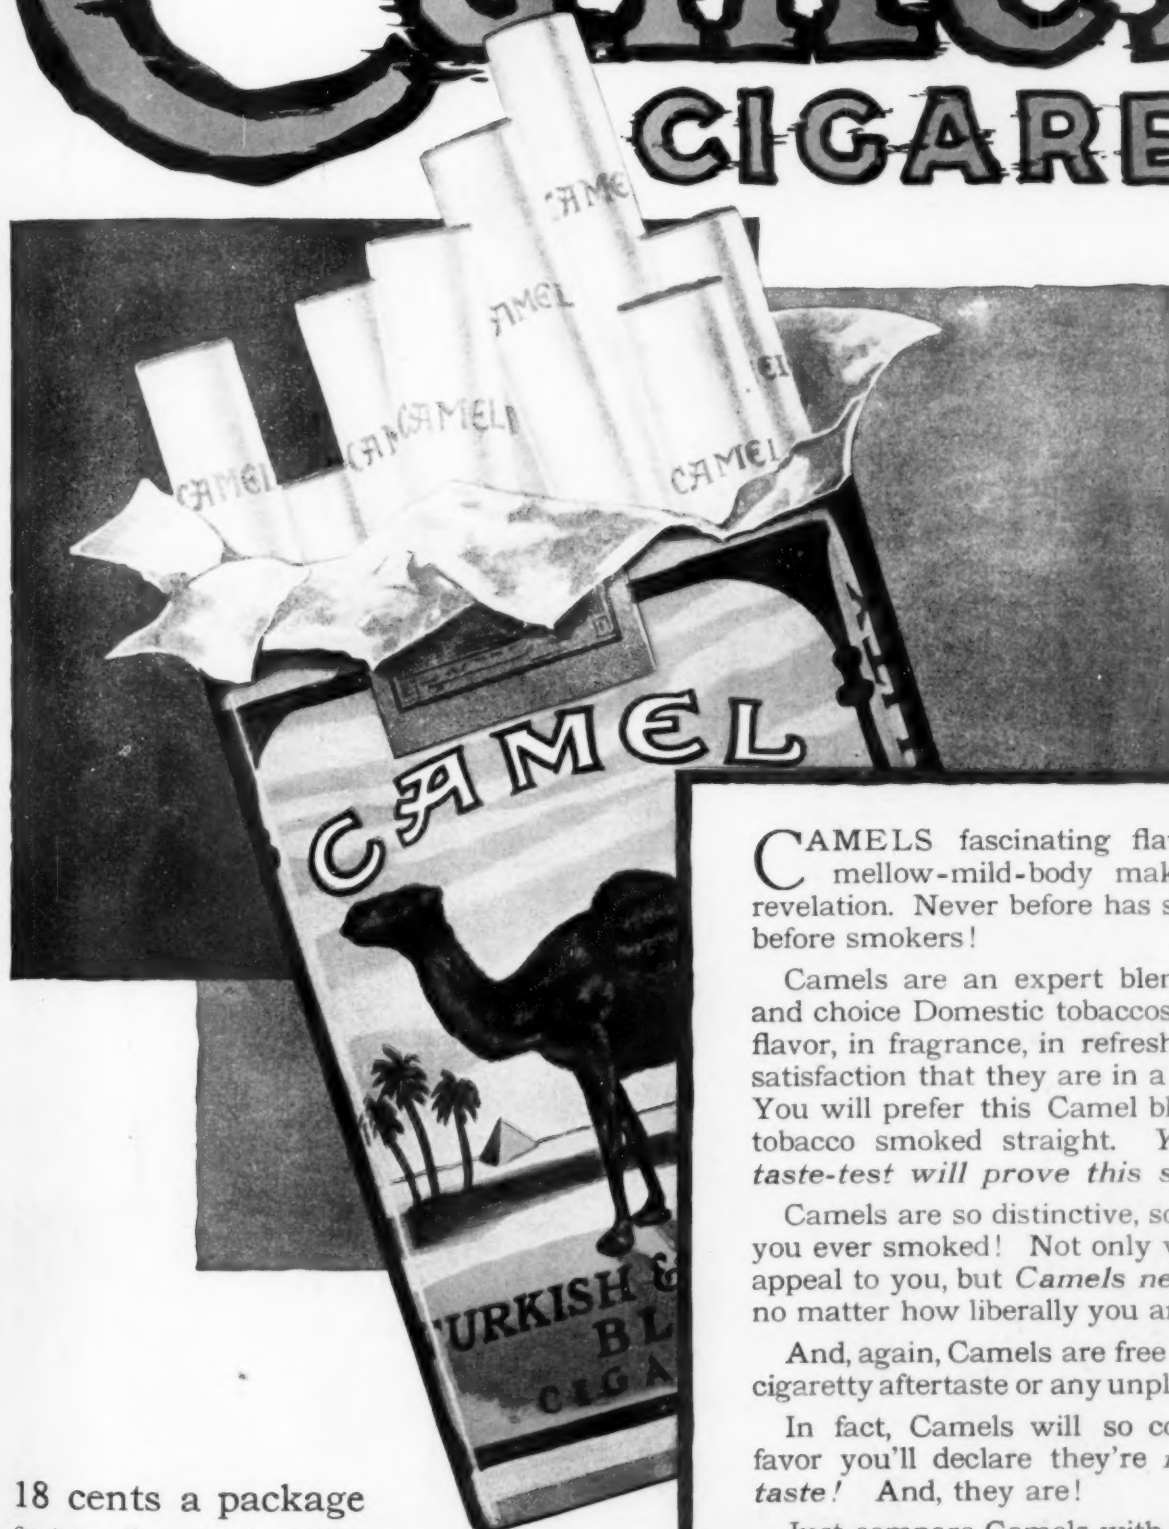 CIGARE
CAMEL
AMEL
CAMEL
CAMEL
CAMEL
TURKISH &
BL
CIGA
18 cents a package
CAMELS fascinating fla
mellow-mild-body mak
revelation. Never before has s
before smokers!
Camels are an expert blen
and choice Domestic tobaccos
flavor, in fragrance, in refresh
satisfaction that they are in a
You will prefer this Camel bl
tobacco smoked straight. Y
taste-test will prove this s
Camels are so distinctive, so
you ever smoked! Not only
appeal to you, but Camels ne
no matter how liberally you a
And, again, Camels are free
cigaretty aftertaste or any unpl
In fact, Camels will so co
favor you'll declare they're
taste! And, they are!